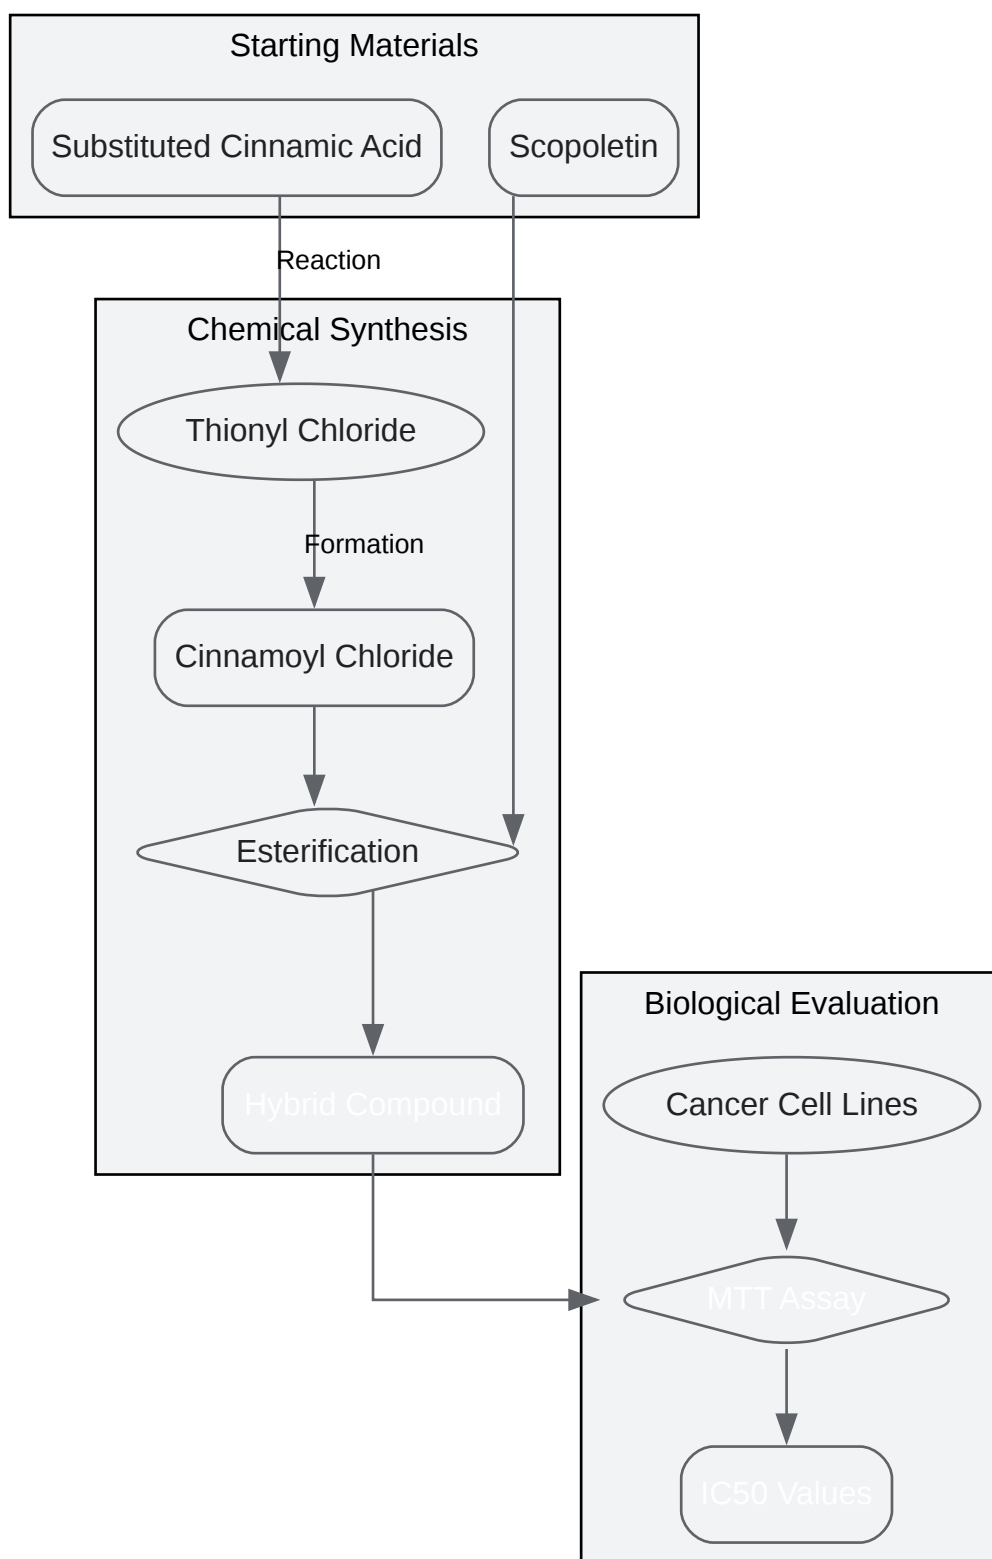 Starting Materials
Substituted Cinnamic Acid
Scopoletin
Reaction
Chemical Synthesis
Thionyl Chloride
Formation
Cinnamoyl Chloride
Esterification
Hybrid Compound
Biological Evaluation
Cancer Cell Lines
MTT Assay
IC50 Values